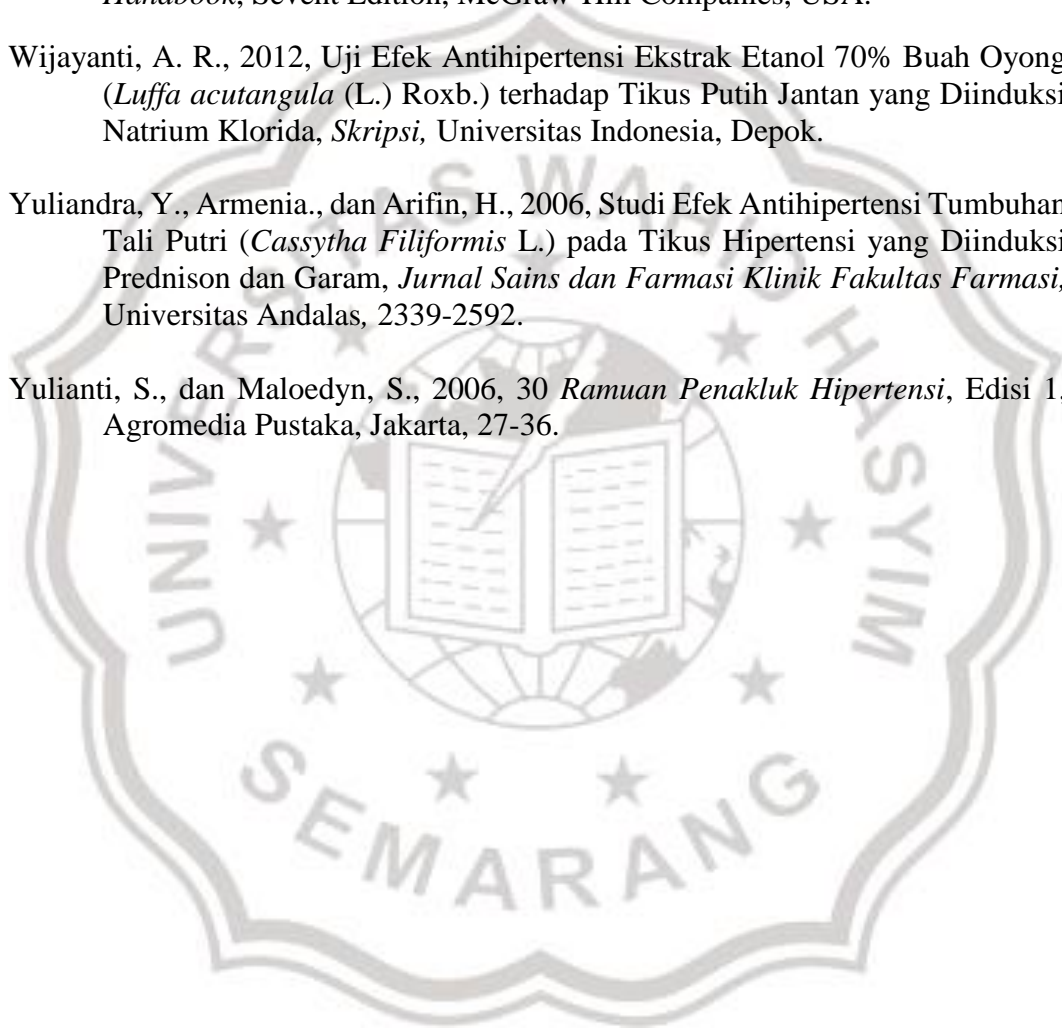 Handbook, Sevent Edition, McGraw Hill Companies, USA.
Wijayanti, A. R., 2012, Uji Efek Antihipertensi Ekstrak Etanol 70% Buah Oyong
(Luffa acutangula (L.) Roxb.) terhadap Tikus Putih Jantan yang Diinduksi
Natrium Klorida, Skripsi, Universitas Indonesia, Depok.
Yuliandra, Y., Armenia., dan Arifin, H., 2006, Studi Efek Antihipertensi Tumbuhan
Tali Putri (Cassytha Filiformis L.) pada Tikus Hipertensi yang Diinduksi
Prednison dan Garam, Jurnal Sains dan Farmasi Klinik Fakultas Farmasi,
Universitas Andalas, 2339-2592.
Yulianti, S., dan Maloedyn, S., 2006, 30 Ramuan Penakluk Hipertensi, Edisi 1,
Agromedia Pustaka, Jakarta, 27-36.
UNIVERSITAS WAHID HASYIM
SEMARANG